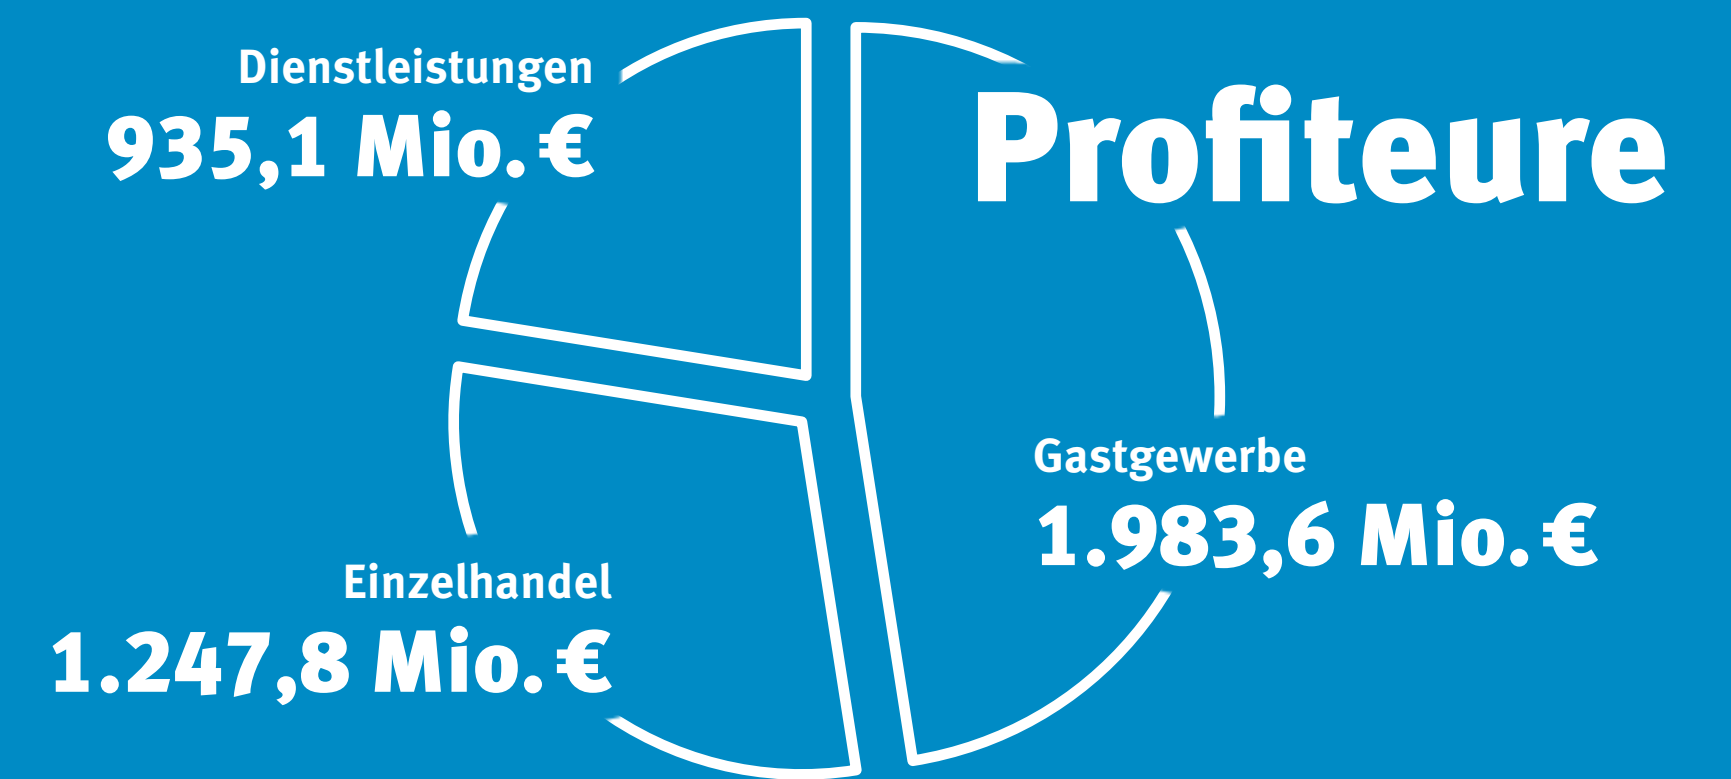 Profiteure
Dienstleistungen
935,1 Mio. €
Gastgewerbe
1.983,6 Mio. €
Einzelhandel
1.247,8 Mio. €